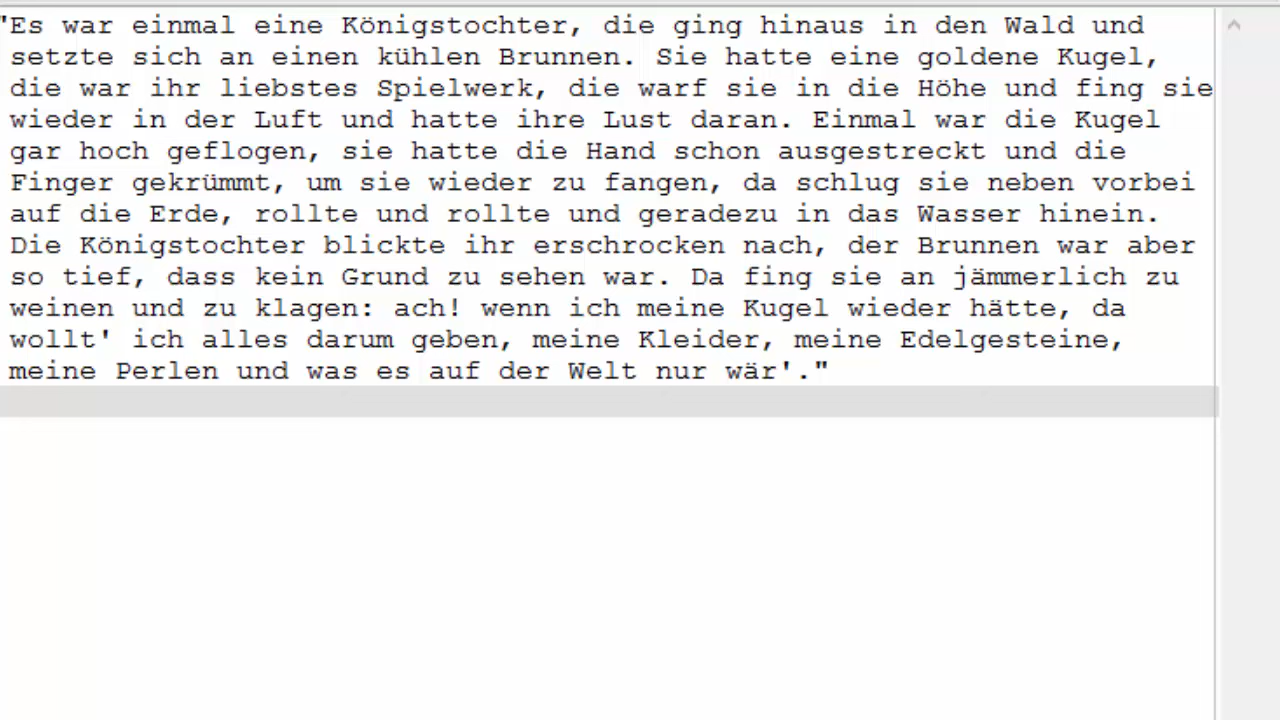 "Es war einmal eine Königstochter, die ging hinaus in den Wald und
setzte sich an einen kühlen Brunnen. Sie hatte eine goldene Kugel,
die war ihr liebstes Spielwerk, die warf sie in die Höhe und fing sie
wieder in der Luft und hatte ihre Lust daran. Einmal war die Kugel
gar hoch geflogen, sie hatte die Hand schon ausgestreckt und die
Finger gekrümmt, um sie wieder zu fangen, da schlug sie neben vorbei
auf die Erde, rollte und rollte und geradezu in das Wasser hinein.
Die Königstochter blickte ihr erschrocken nach, der Brunnen war aber
so tief, dass kein Grund zu sehen war. Da fing sie an jämmerlich zu
weinen und zu klagen: ach! wenn ich meine Kugel wieder hätte, da
wollt' ich alles darum geben, meine Kleider, meine Edelgesteine,
meine Perlen und was es auf der Welt nur wär'."